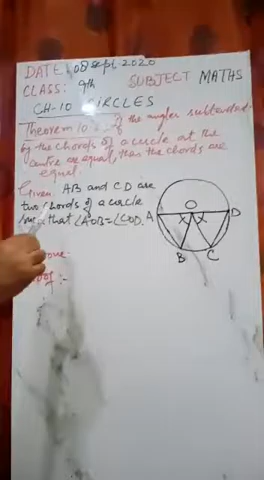 DATE: 08 sept. 2020
CLASS: 9th SUBJECT MATHS
CH-10 CIRCLES
Theorem 10.2 If the angles subtended
by the chords of a circle at the
centre are equal, then the chords are
equal.
Given AB and CD are
two chords of a circle
that ∠AOB=∠COD.
O
A x x D
B C